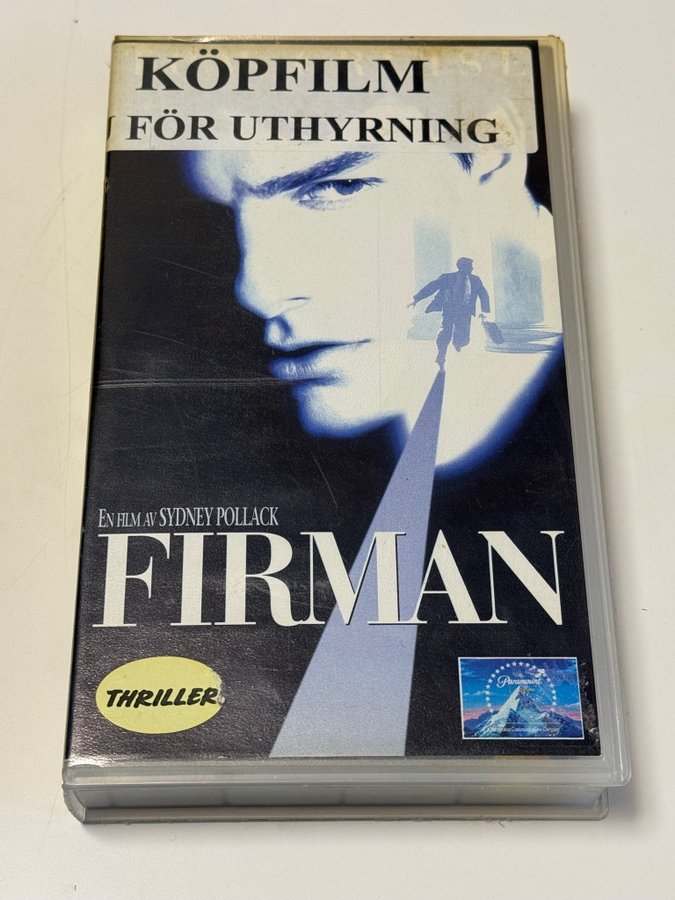 KÖPFILM
FÖR UTHYRNING
EN FILM AV SYDNEY POLLACK
FIRMAN
THRILLER
Paramount